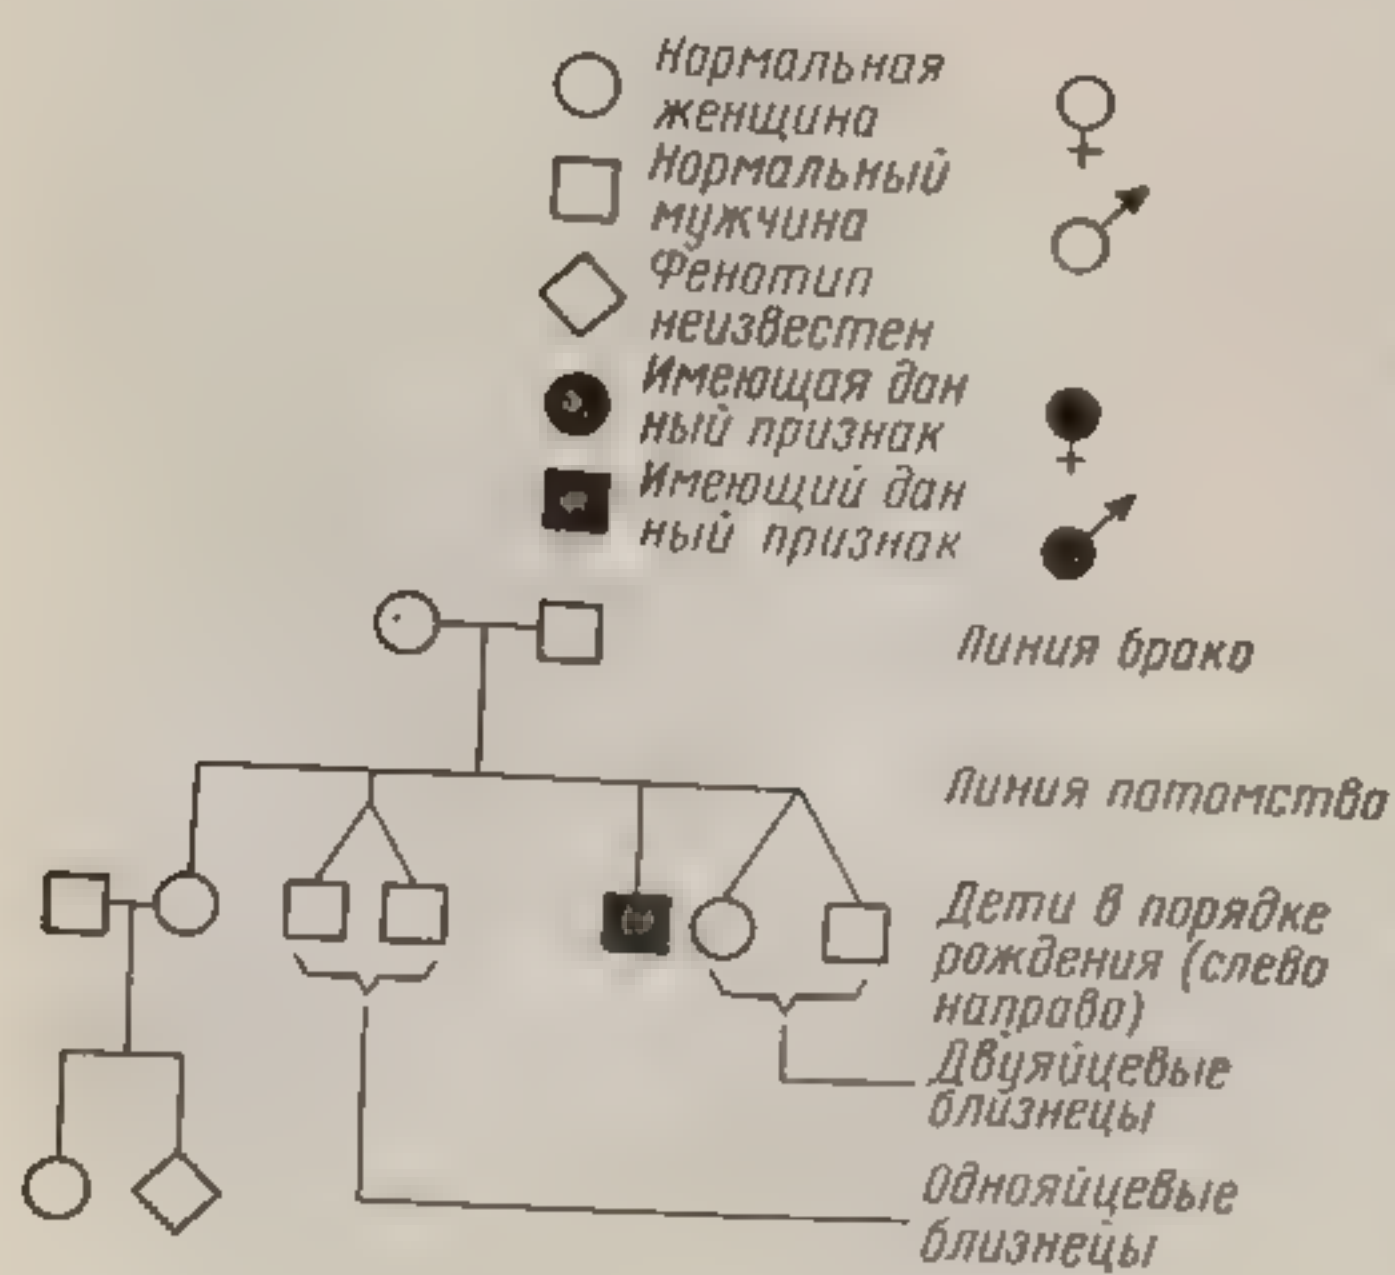 Нормальная
женщина
Нормальный
мужчина
Фенотип
неизвестен
Имеющая дан
ный признак
Имеющий дан
ный признак
Линия брака
Линия потомства
Дети в порядке
рождения (слева
направо)
Двуяйцевые
близнецы
Однояйцевые
близнецы